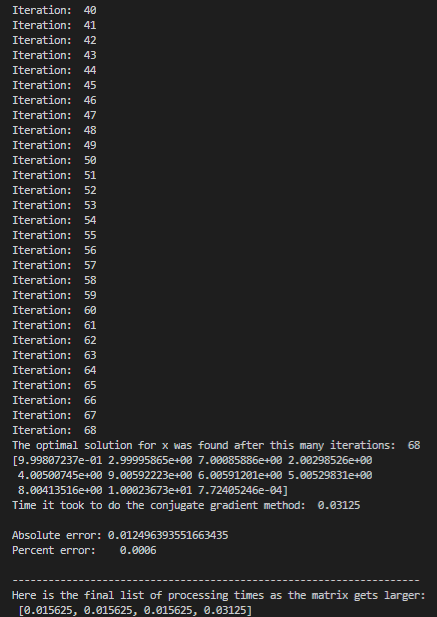 Iteration:  40
Iteration:  41
Iteration:  42
Iteration:  43
Iteration:  44
Iteration:  45
Iteration:  46
Iteration:  47
Iteration:  48
Iteration:  49
Iteration:  50
Iteration:  51
Iteration:  52
Iteration:  53
Iteration:  54
Iteration:  55
Iteration:  56
Iteration:  57
Iteration:  58
Iteration:  59
Iteration:  60
Iteration:  61
Iteration:  62
Iteration:  63
Iteration:  64
Iteration:  65
Iteration:  66
Iteration:  67
Iteration:  68
The optimal solution for x was found after this many iterations:  68
[9.99807237e-01 2.99995865e+00 7.00085886e+00 2.00298526e+00
 4.00500745e+00 9.00592223e+00 6.00591201e+00 5.00529831e+00
 8.00413516e+00 1.00023673e+01 7.72405246e-04]
Time it took to do the conjugate gradient method:  0.03125
Absolute error: 0.012496393551663435
Percent error:    0.0006
--------------------------------------------------------------------
Here is the final list of processing times as the matrix gets larger:
 [0.015625, 0.015625, 0.015625, 0.03125]